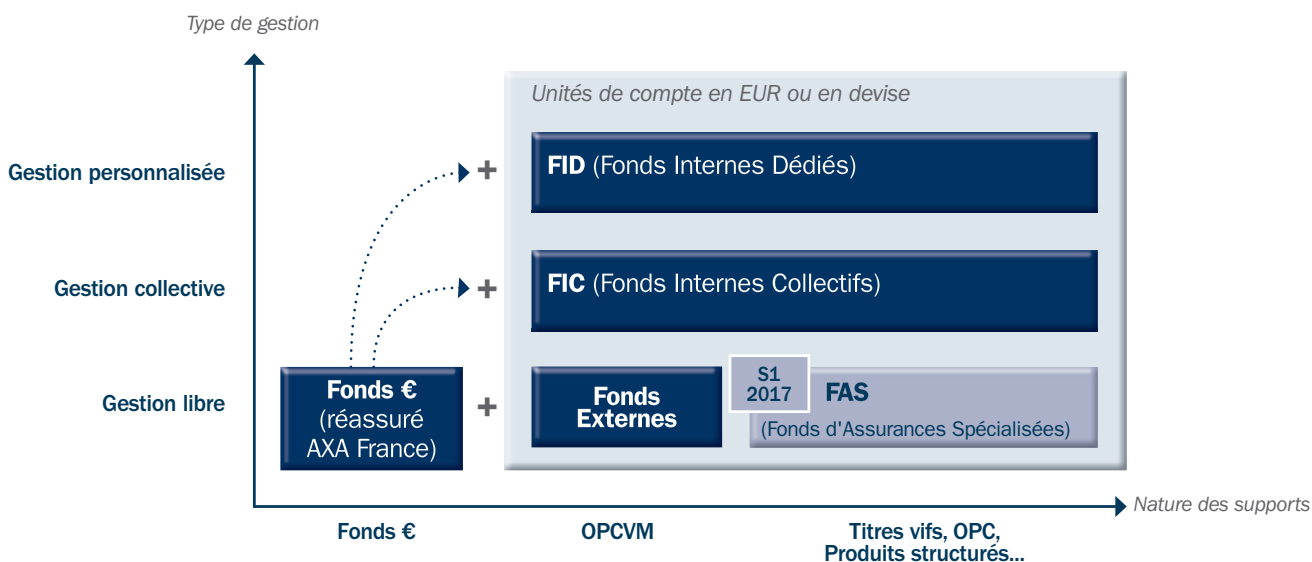 Type de gestion
Unités de compte en EUR ou en devise
Gestion personnalisée
+
FID (Fonds Internes Dédiés)
Gestion collective
+
FIC (Fonds Internes Collectifs)
Gestion libre
Fonds €
(réassuré
AXA France)
+
Fonds
Externes
S1
2017
FAS
(Fonds d'Assurances Spécialisées)
Nature des supports
Fonds €
OPCVM
Titres vifs, OPC,
Produits structurés...